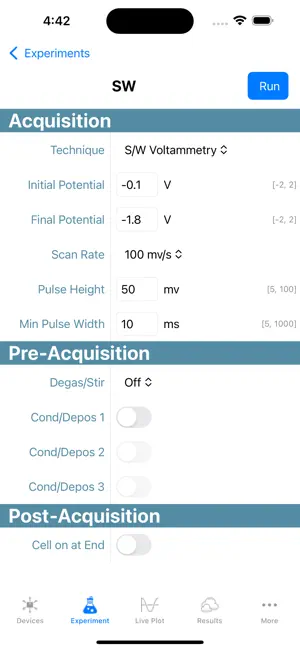 4:42
Experiments
SW
Run
Acquisition
Technique S/W Voltammetry
Initial Potential -0.1 V [-2, 2]
Final Potential -1.8 V [-2, 2]
Scan Rate 100 mv/s
Pulse Height 50 mv [5, 100]
Min Pulse Width 10 ms [5, 1000]
Pre-Acquisition
Degas/Stir Off
Cond/Depos 1
Cond/Depos 2
Cond/Depos 3
Post-Acquisition
Cell on at End
Devices Experiment Live Plot Results More